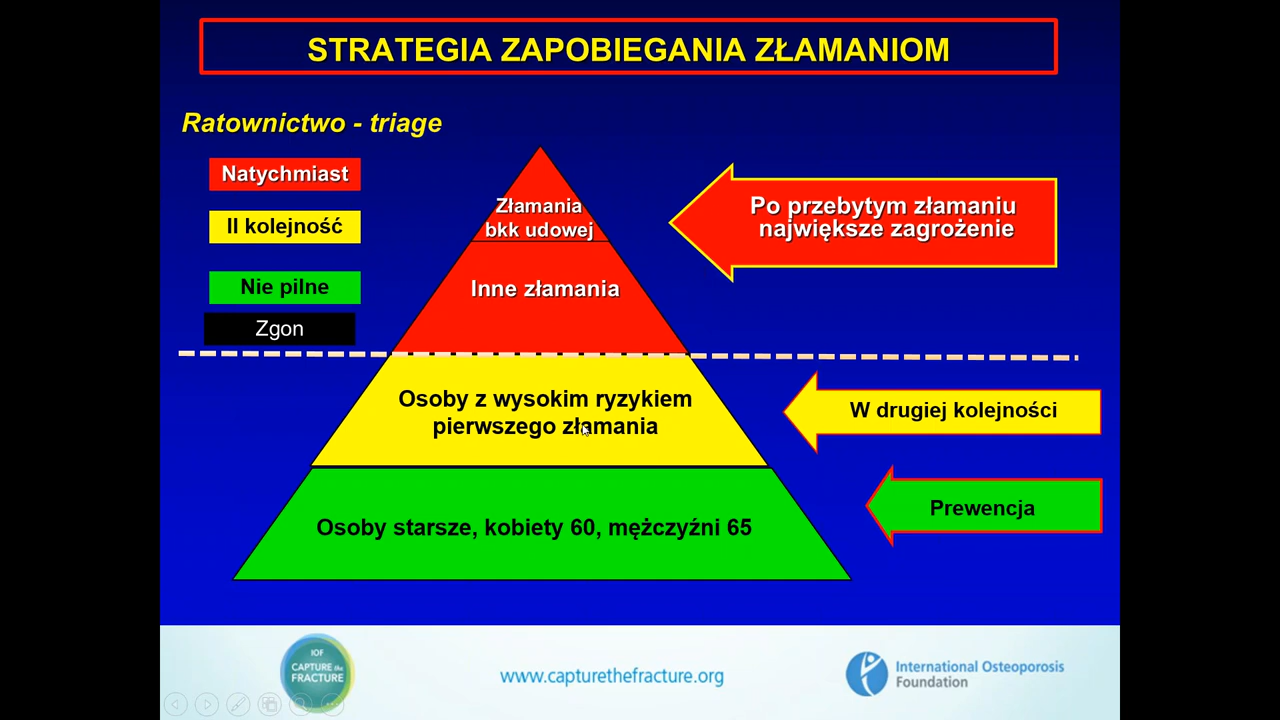 STRATEGIA ZAPOBIEGANIA ZŁAMANIOM
Ratownictwo - triage
Natychmiast
II kolejność
Nie pilne
Zgon
Złamania
bkk udowej
Inne złamania
Osoby z wysokim ryzykiem
pierwszego złamania
Osoby starsze, kobiety 60, mężczyźni 65
Po przebytym złamaniu
największe zagrożenie
W drugiej kolejności
Prewencja
IOF
CAPTURE the
FRACTURE
www.capturethefracture.org
International Osteoporosis
Foundation